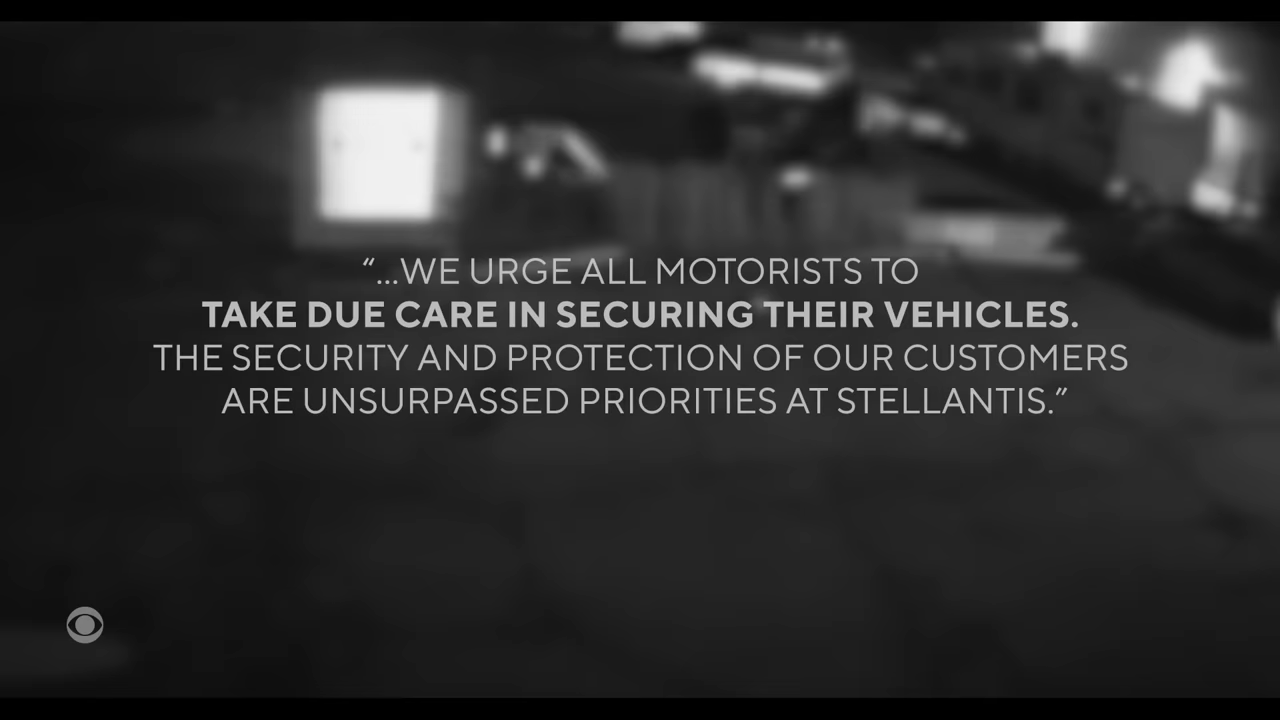 “...WE URGE ALL MOTORISTS TO
TAKE DUE CARE IN SECURING THEIR VEHICLES.
THE SECURITY AND PROTECTION OF OUR CUSTOMERS
ARE UNSURPASSED PRIORITIES AT STELLANTIS.”